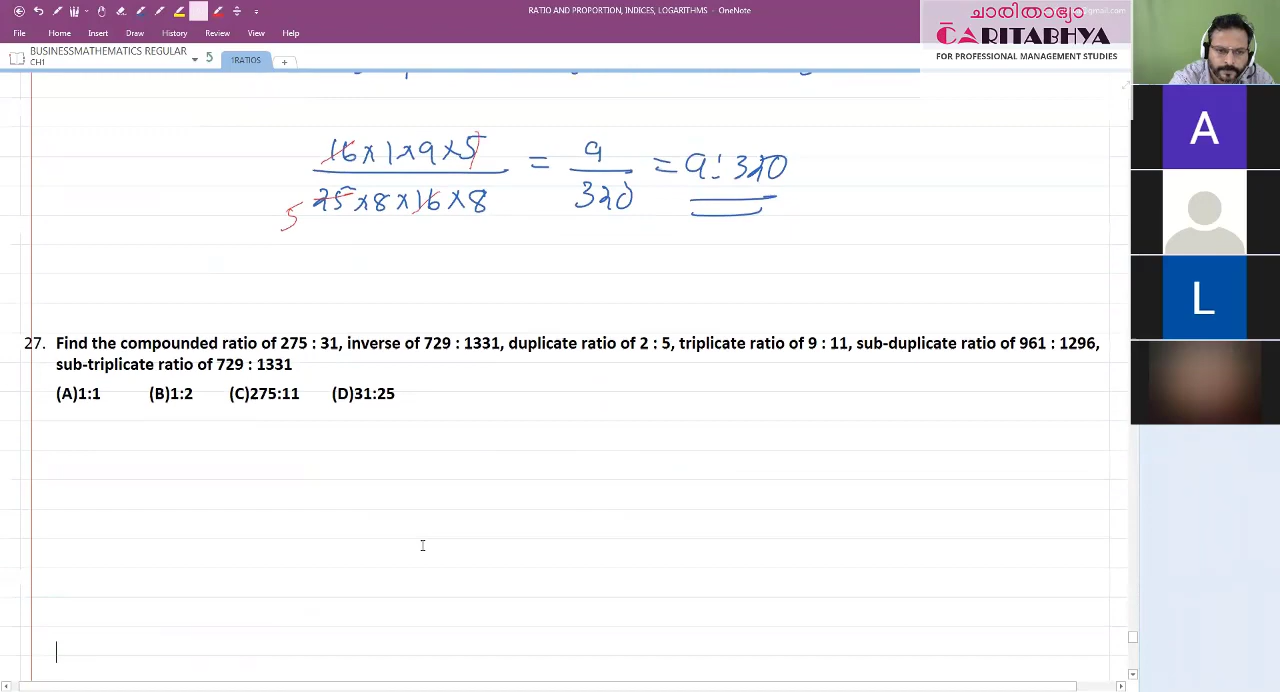 RATIO AND PROPORTION, INDICES, LOGARITHMS - OneNote
ചാരിതാഭ്യാ
@gmail.com
CARITABHYA
FOR PROFESSIONAL MANAGEMENT STUDIES
File Home Insert Draw History Review View Help
BUSINESSMATHEMATICS REGULAR
CH1
5
1RATIOS
16×1×9×5
25×8×16×8
5
= 9
320
= 9:320
27. Find the compounded ratio of 275 : 31, inverse of 729 : 1331, duplicate ratio of 2 : 5, triplicate ratio of 9 : 11, sub-duplicate ratio of 961 : 1296,
sub-triplicate ratio of 729 : 1331
(A)1:1 (B)1:2 (C)275:11 (D)31:25
A
L